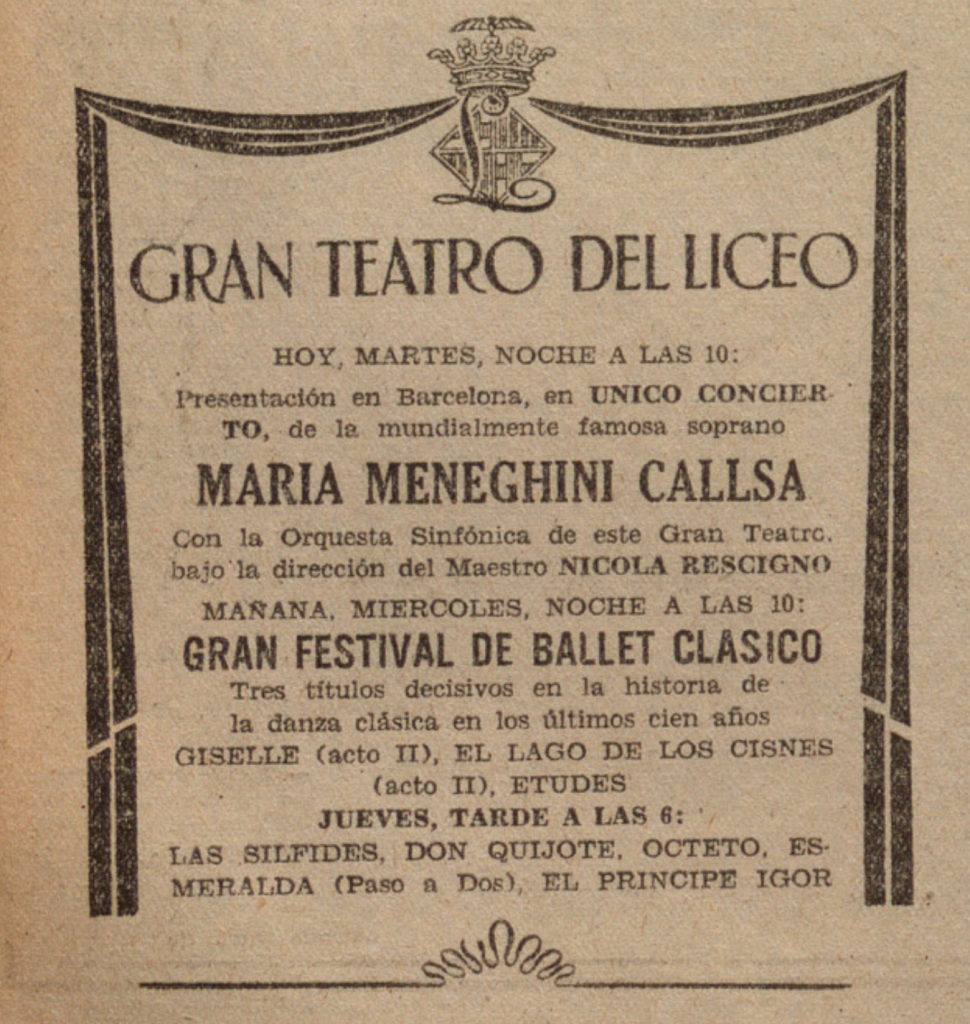 GRAN TEATRO DEL LICEO
HOY, MARTES, NOCHE A LAS 10:
Presentación en Barcelona, en UNICO CONCIER-
TO, de la mundialmente famosa soprano
MARIA MENEGHINI CALLSA
Con la Orquesta Sinfónica de este Gran Teatro,
bajo la dirección del Maestro NICOLA RESCIGNO
MAÑANA, MIERCOLES, NOCHE A LAS 10:
GRAN FESTIVAL DE BALLET CLASICO
Tres títulos decisivos en la historia de
la danza clásica en los últimos cien años
GISELLE (acto II), EL LAGO DE LOS CISNES
(acto II), ETUDES
JUEVES, TARDE A LAS 6:
LAS SILFIDES, DON QUIJOTE, OCTETO, ES-
MERALDA (Paso a Dos), EL PRINCIPE IGOR